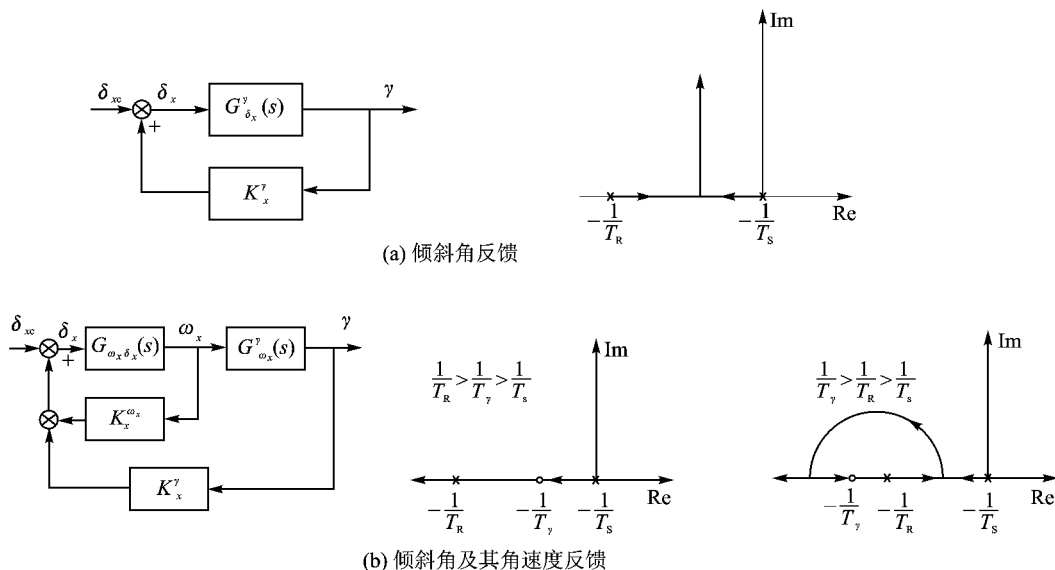 Im
δ_xc
δ_x
γ
G^γ_δx(s)
+
K^γ_x
Re
-1/T_R
-1/T_S
(a) 倾斜角反馈
δ_xc
δ_x
ω_x
γ
G_ωxδx(s)
G^γ_ωx(s)
+
K^ωx_x
K^γ_x
Im
1/T_R > 1/T_γ > 1/T_s
Re
-1/T_R
-1/T_γ
-1/T_S
Im
1/T_γ > 1/T_R > 1/T_s
Re
-1/T_γ
-1/T_R
-1/T_S
(b) 倾斜角及其角速度反馈